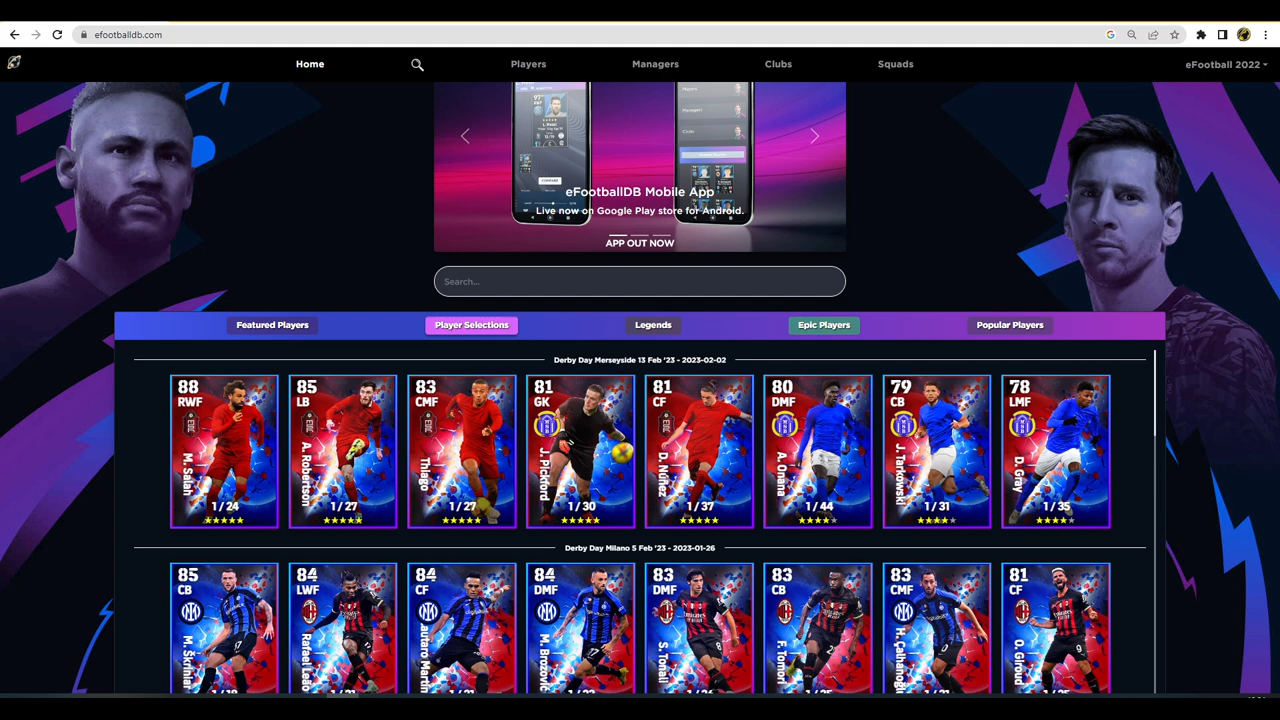 efootballdb.com
Home
Players
Managers
Clubs
Squads
eFootball 2022
eFootballDB Mobile App
Live now on Google Play store for Android.
APP OUT NOW
Search...
Featured Players
Player Selections
Legends
Epic Players
Popular Players
Derby Day Merseyside 13 Feb '23 - 2023-02-02
88 RWF M. Salah 1 / 24 ★★★★★
85 LB A. Robertson 1 / 27 ★★★★★
83 CMF Thiago 1 / 27 ★★★★★
81 GK J. Pickford 1 / 30 ★★★★★
81 CF D. Núñez 1 / 37 ★★★★★
80 DMF A. Onana 1 / 44 ★★★★★
79 CB J. Tarkowski 1 / 31 ★★★★★
78 LMF D. Gray 1 / 35 ★★★★★
Derby Day Milano 5 Feb '23 - 2023-01-26
85 CB M. Škriniar
84 LWF Rafael Leão
84 CF autaro Martín
84 DMF M. Brozović
83 DMF S. Tonali
83 CB F. Tomori
83 CMF H. Çalhanoğlu
81 CF O. Giroud